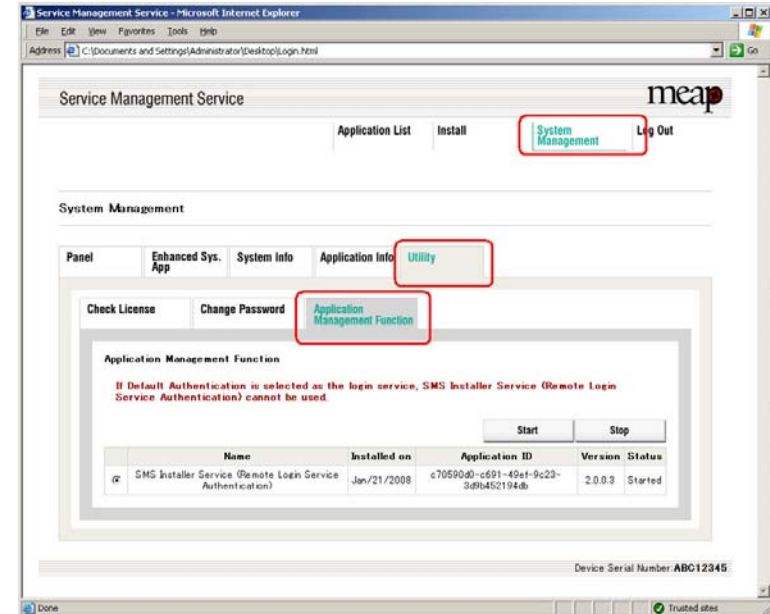 Service Management Service - Microsoft Internet Explorer
File Edit View Favorites Tools Help
Address C:\Documents and Settings\Administrator\Desktop\Login.html Go
Service Management Service
meap
Application List Install System Management Log Out
System Management
Panel Enhanced Sys. App System Info Application Info Utility
Check License Change Password Application Management Function
Application Management Function
If Default Authentication is selected as the login service, SMS Installer Service (Remote Login
Service Authentication) cannot be used.
Start Stop
Name Installed on Application ID Version Status
SMS Installer Service (Remote Login Service Authentication) Jan/21/2008 c70590d0-c691-49ef-9c23-3d9b452194db 2.0.0.3 Started
Device Serial Number:ABC12345
Done Trusted sites